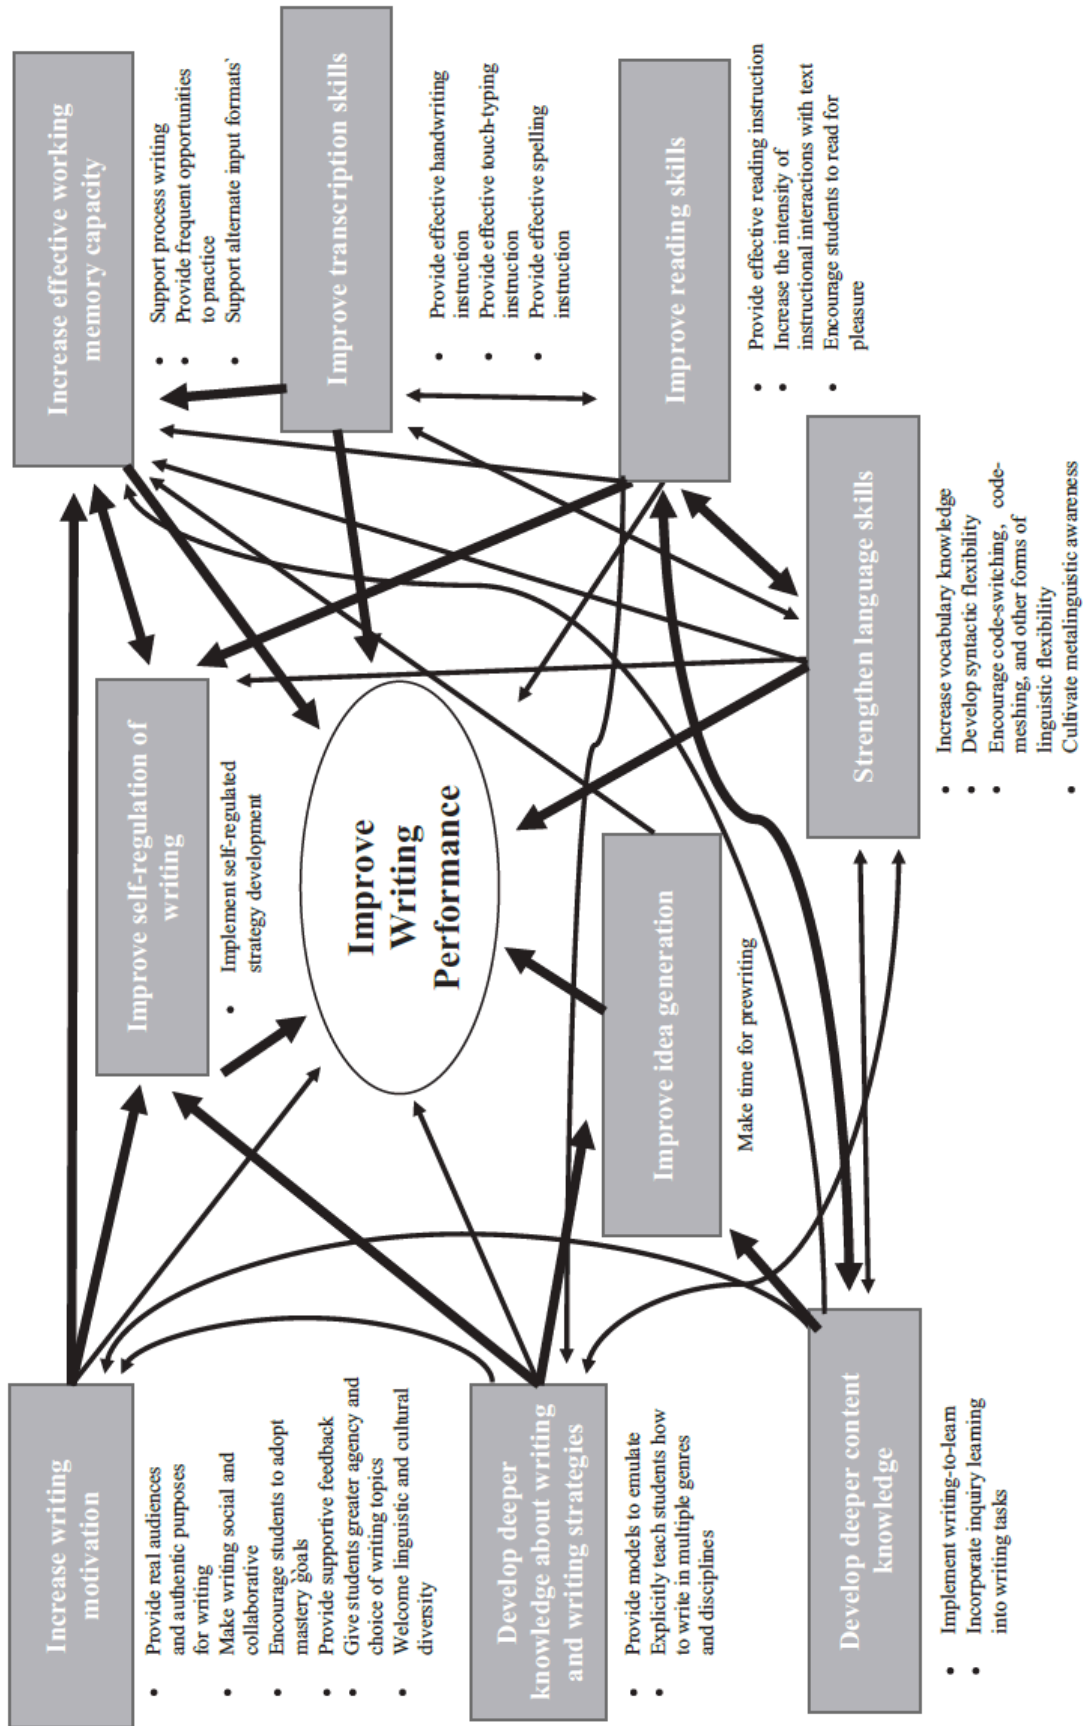 Increase writing
motivation
Provide real audiences
and authentic purposes
for writing
Make writing social and
collaborative
Encourage students to adopt
mastery goals
Provide supportive feedback
Give students greater agency and
choice of writing topics
Welcome linguistic and cultural
diversity
Develop deeper
knowledge about writing
and writing strategies
Provide models to emulate
Explicitly teach students how
to write in multiple genres
and disciplines
Develop deeper content
knowledge
Implement writing-to-learn
Incorporate inquiry learning
into writing tasks
Improve self-regulation of
writing
Implement self-regulated
strategy development
Improve
Writing
Performance
Improve idea generation
Make time for prewriting
Increase effective working
memory capacity
Support process writing
Provide frequent opportunities
to practice
Support alternate input formats`
Improve transcription skills
Provide effective handwriting
instruction
Provide effective touch-typing
instruction
Provide effective spelling
instruction
Improve reading skills
Provide effective reading instruction
Increase the intensity of
instructional interactions with text
Encourage students to read for
pleasure
Strengthen language skills
Increase vocabulary knowledge
Develop syntactic flexibility
Encourage code-switching, code-
meshing, and other forms of
linguistic flexibility
Cultivate metalinguistic awareness